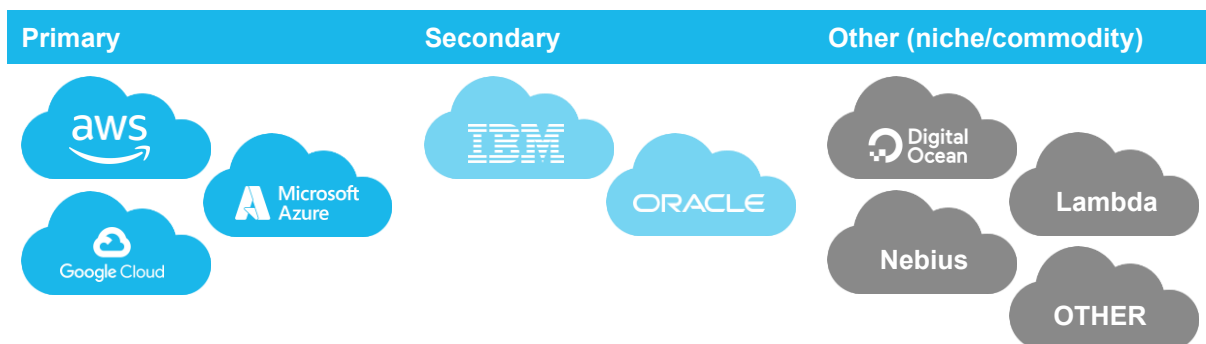 Primary
Secondary
Other (niche/commodity)
aws
Microsoft
Azure
Google Cloud
IBM
ORACLE
Digital
Ocean
Lambda
Nebius
OTHER